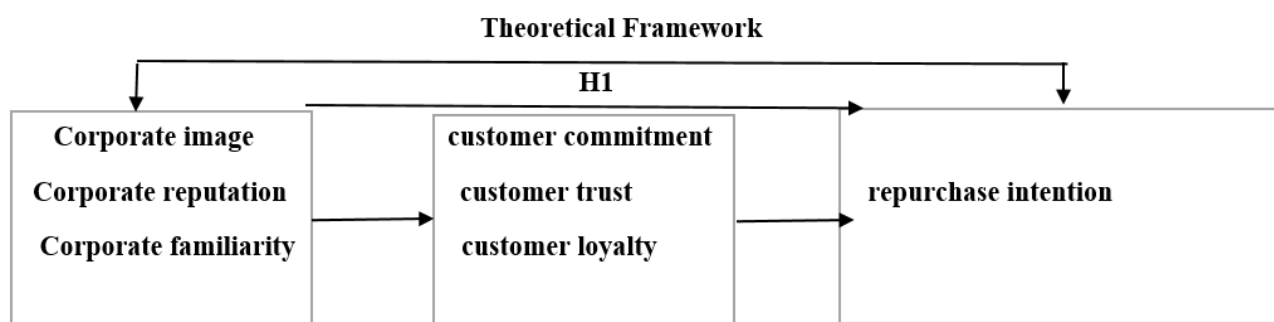 Theoretical Framework
H1
Corporate image
Corporate reputation
Corporate familiarity
customer commitment
customer trust
customer loyalty
repurchase intention